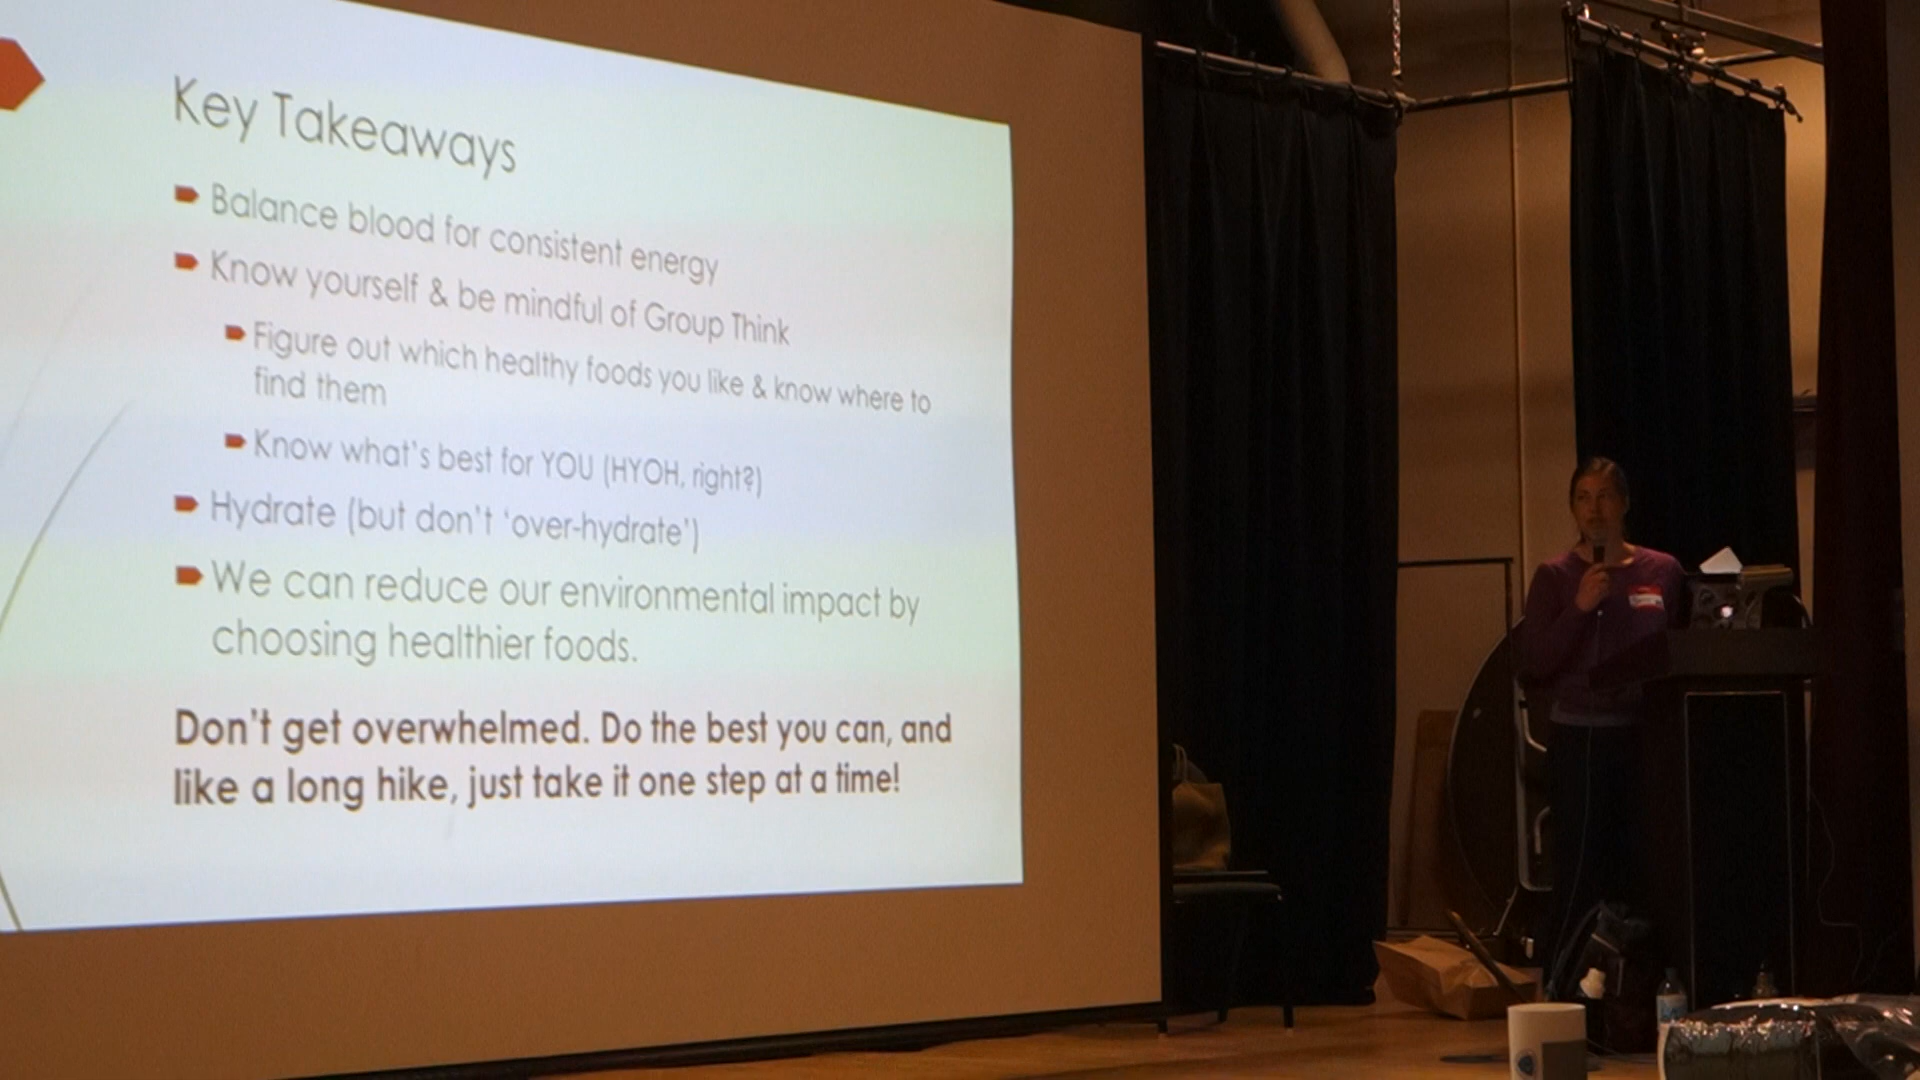 Key Takeaways
Balance blood for consistent energy
Know yourself & be mindful of Group Think
Figure out which healthy foods you like & know where to
find them
Know what's best for YOU (HYOH, right?)
Hydrate (but don't 'over-hydrate')
We can reduce our environmental impact by
choosing healthier foods.
Don't get overwhelmed. Do the best you can, and
like a long hike, just take it one step at a time!